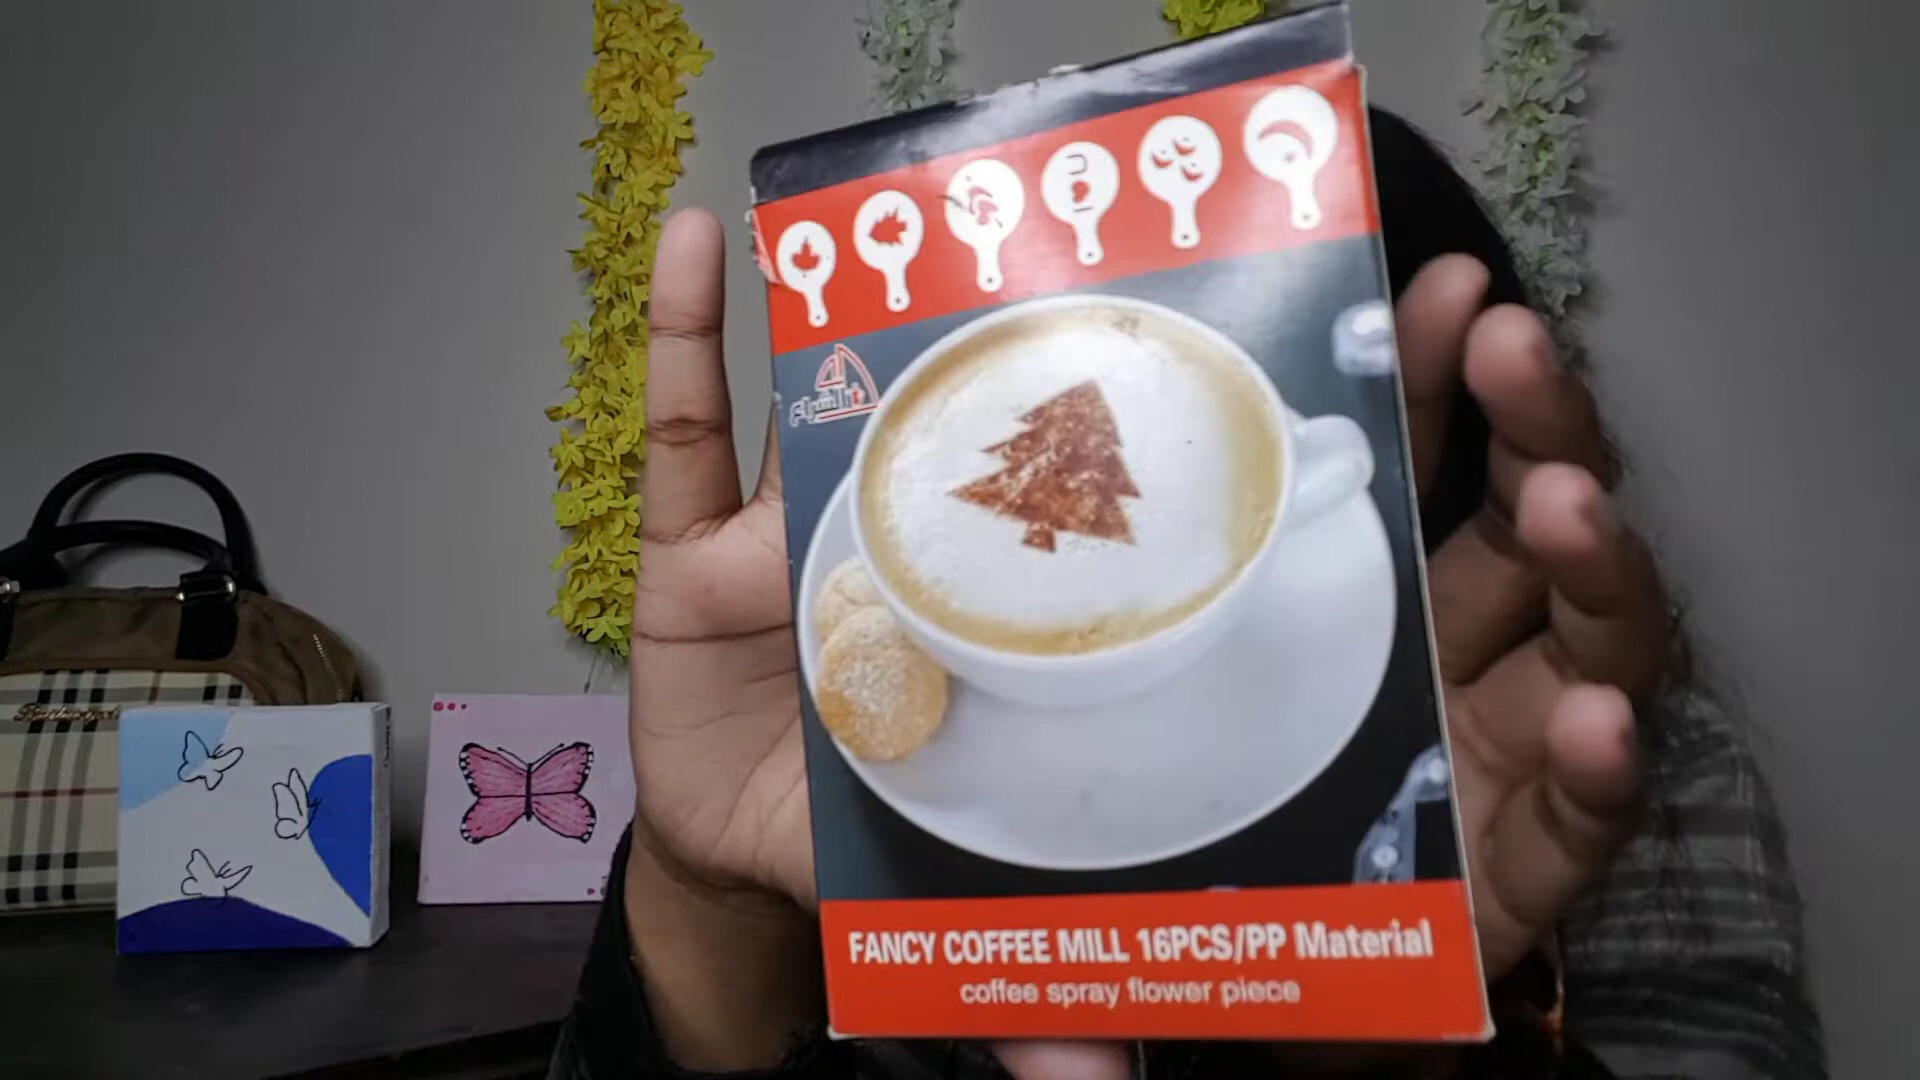 FANCY COFFEE MILL 16PCS/PP Material
coffee spray flower piece